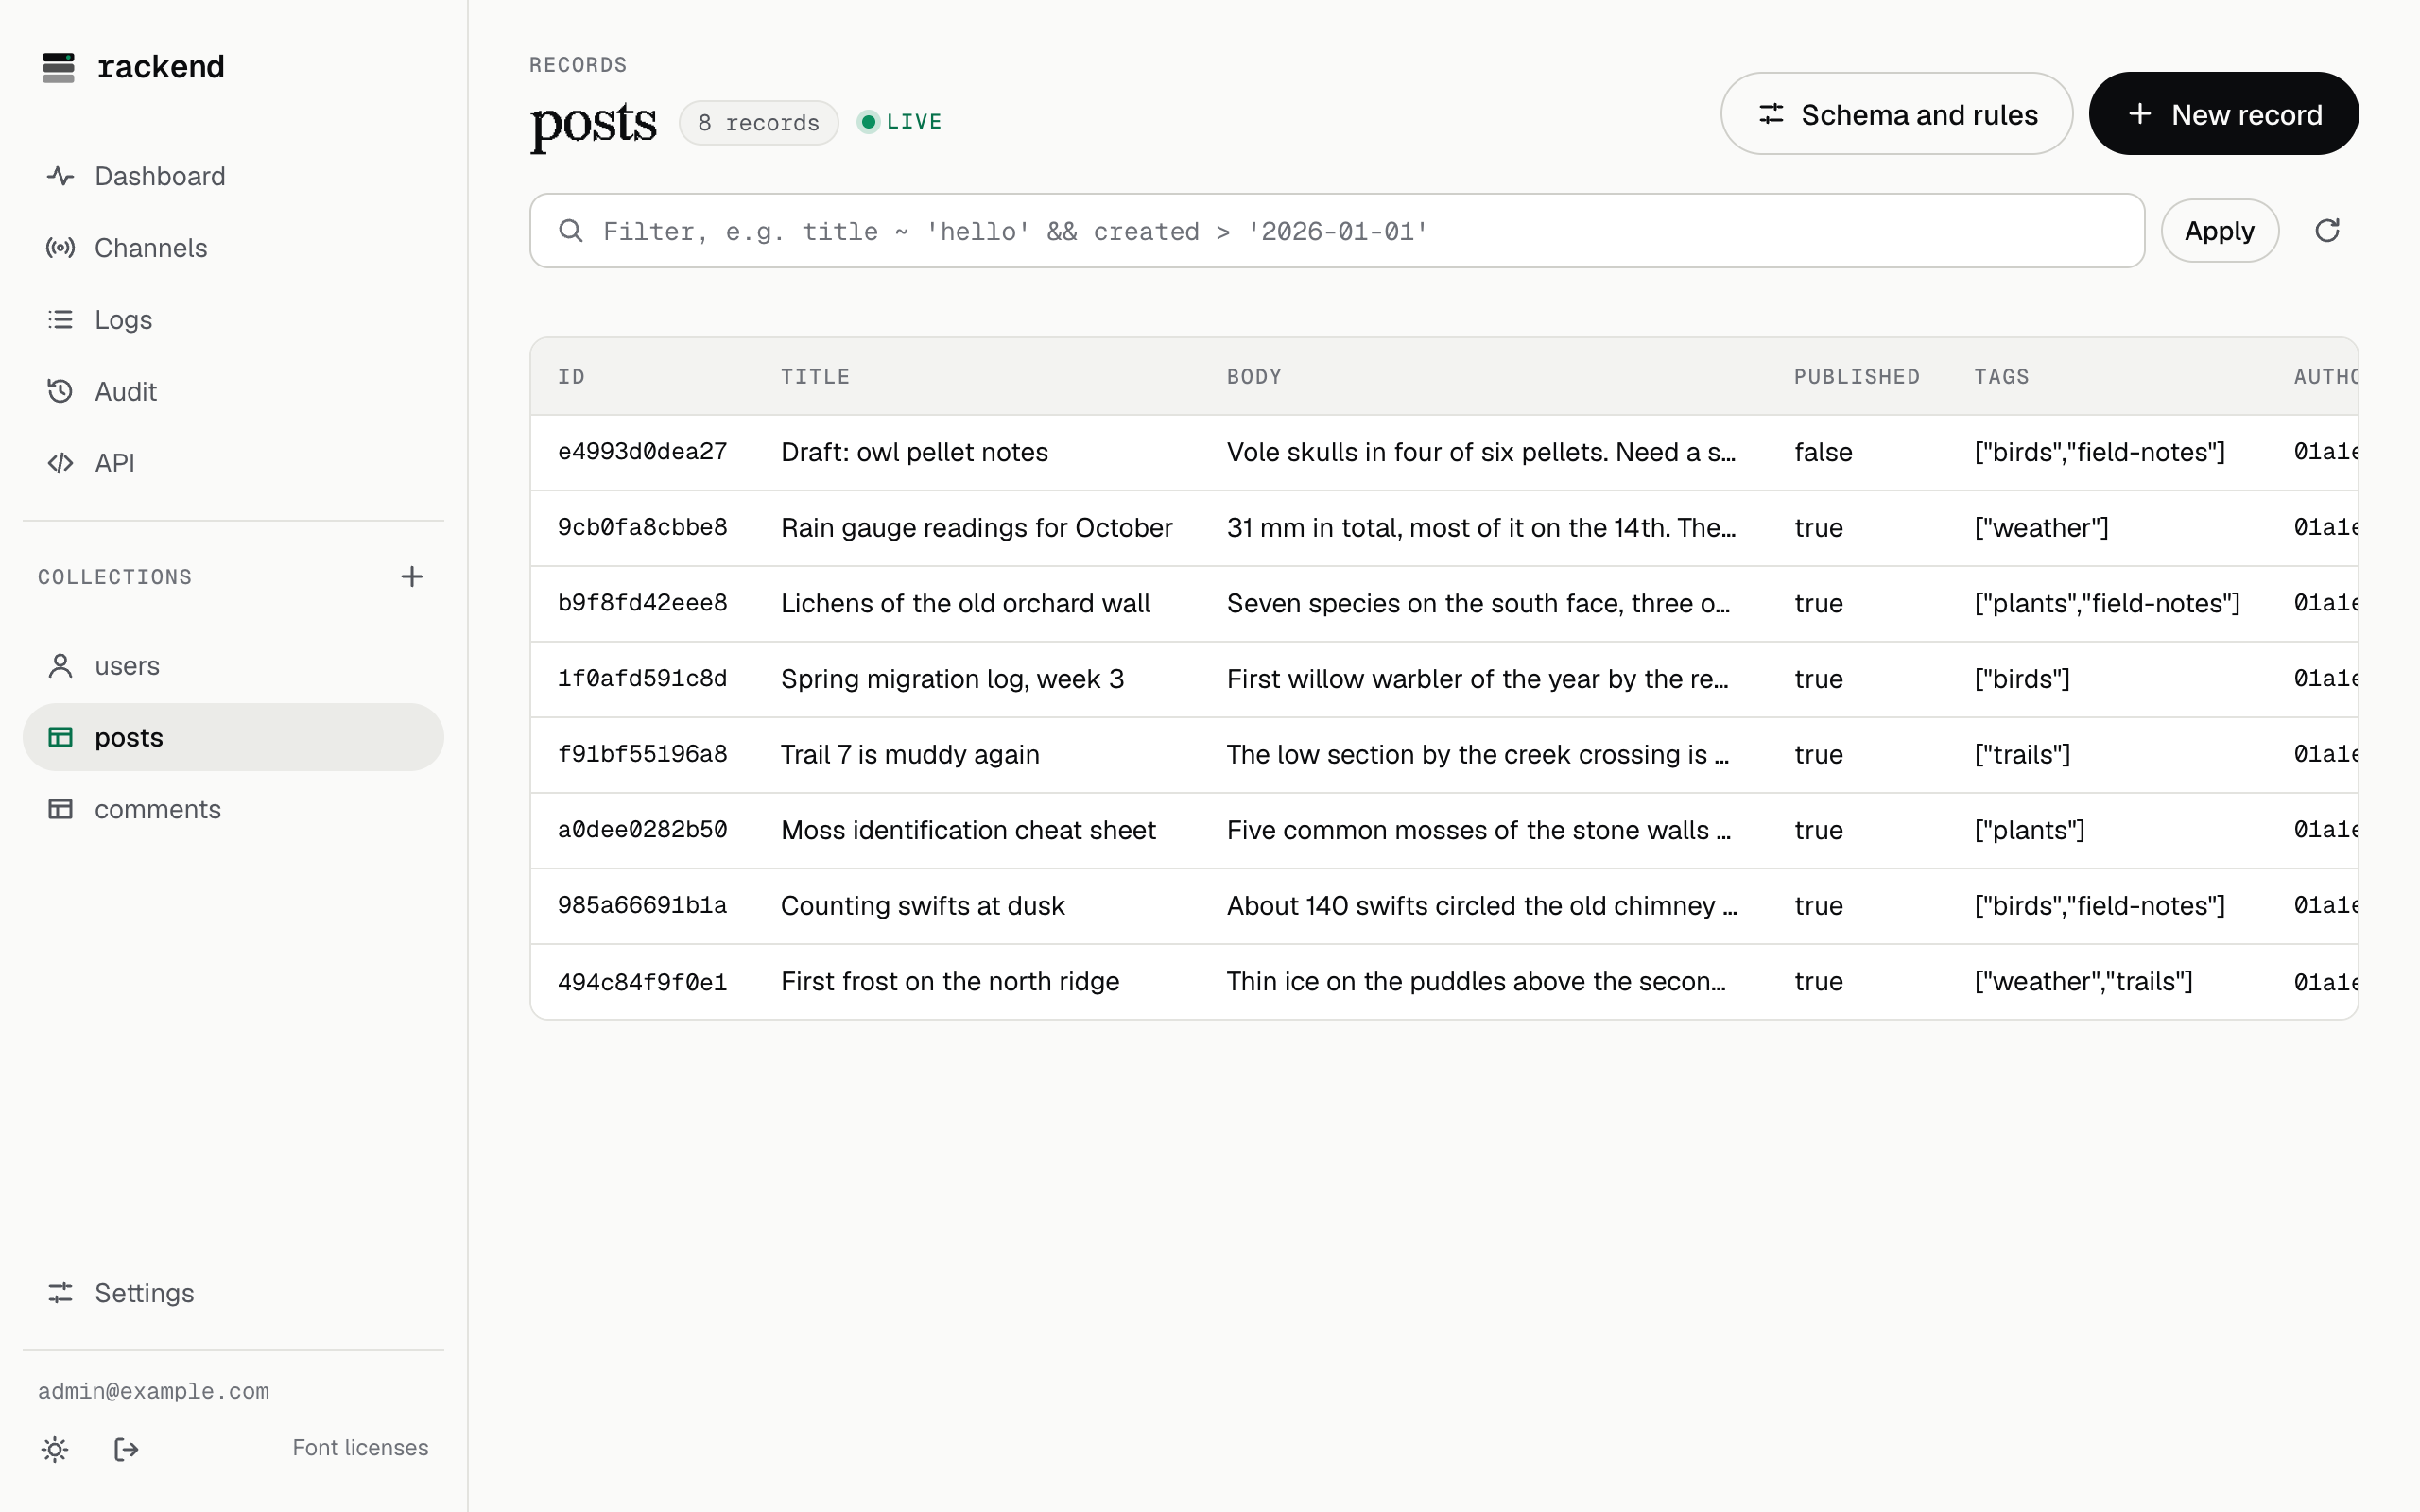 rackend
Dashboard
Channels
Logs
Audit
API
COLLECTIONS
users
posts
comments
Settings
admin@example.com
Font licenses
RECORDS
posts 8 records LIVE
Schema and rules New record
Filter, e.g. title ~ 'hello' && created > '2026-01-01' Apply
ID TITLE BODY PUBLISHED TAGS
e4993d0dea27 Draft: owl pellet notes Vole skulls in four of six pellets. Need a s… false ["birds","field-notes"] 01a1
9cb0fa8cbbe8 Rain gauge readings for October 31 mm in total, most of it on the 14th. The… true ["weather"] 01a1
b9f8fd42eee8 Lichens of the old orchard wall Seven species on the south face, three o… true ["plants","field-notes"] 01a1
1f0afd591c8d Spring migration log, week 3 First willow warbler of the year by the re… true ["birds"] 01a1
f91bf55196a8 Trail 7 is muddy again The low section by the creek crossing is … true ["trails"] 01a1
a0dee0282b50 Moss identification cheat sheet Five common mosses of the stone walls … true ["plants"] 01a1
985a66691b1a Counting swifts at dusk About 140 swifts circled the old chimney … true ["birds","field-notes"] 01a1
494c84f9f0e1 First frost on the north ridge Thin ice on the puddles above the secon… true ["weather","trails"] 01a1